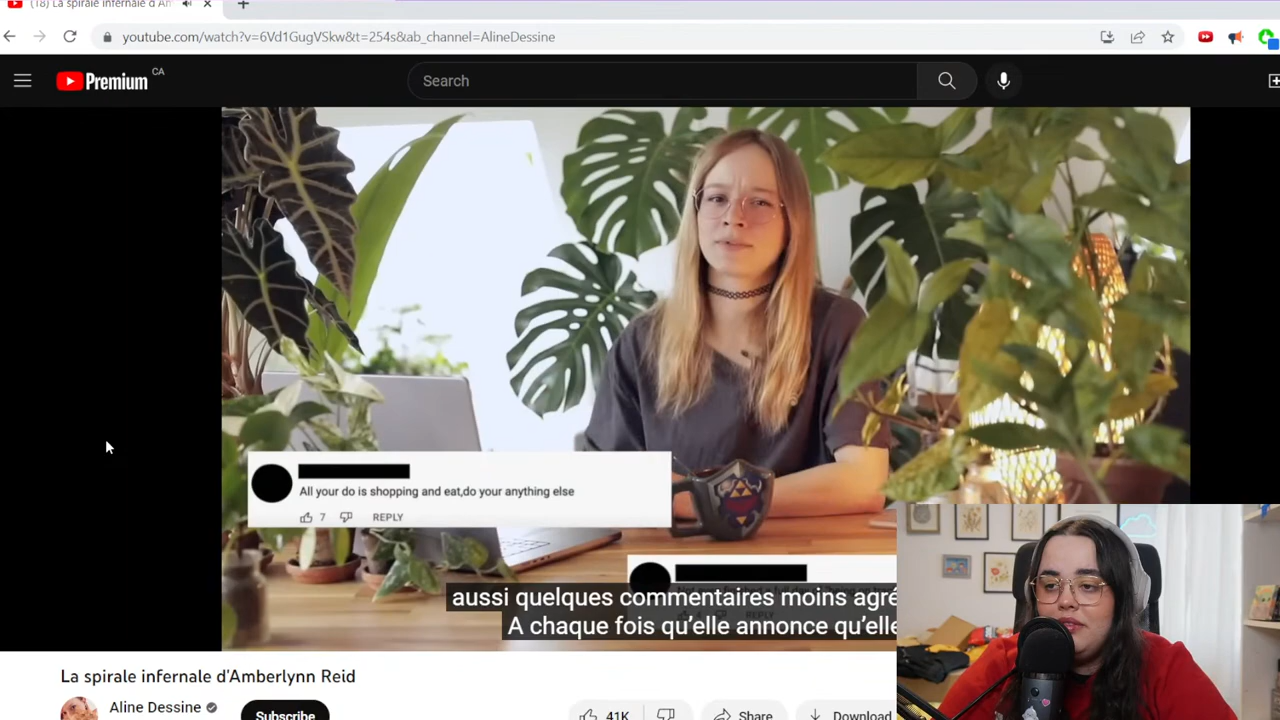 (18) La spirale infernale d'Am
youtube.com/watch?v=6Vd1GugVSkw&t=254s&ab_channel=AlineDessine
Premium CA
Search
All your do is shopping and eat,do your anything else
7 REPLY
aussi quelques commentaires moins agré
A chaque fois qu'elle annonce qu'elle
La spirale infernale d'Amberlynn Reid
Aline Dessine
Subscribe
41K
Share
Download